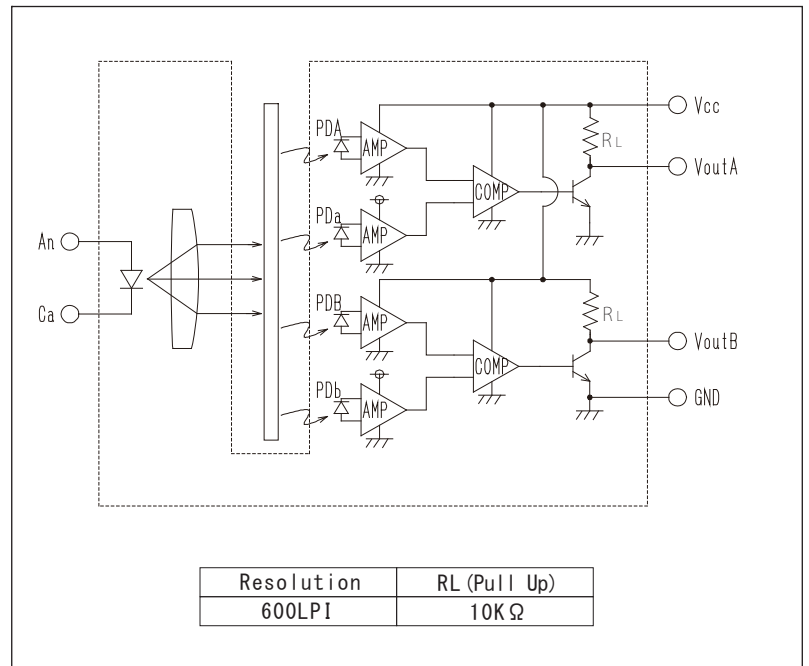 Vcc
PDA
AMP
RL
VoutA
COMP
PDa
AMP
An
Ca
PDB
AMP
RL
VoutB
COMP
PDb
AMP
GND
Resolution RL(Pull Up)
600LPI 10KΩ